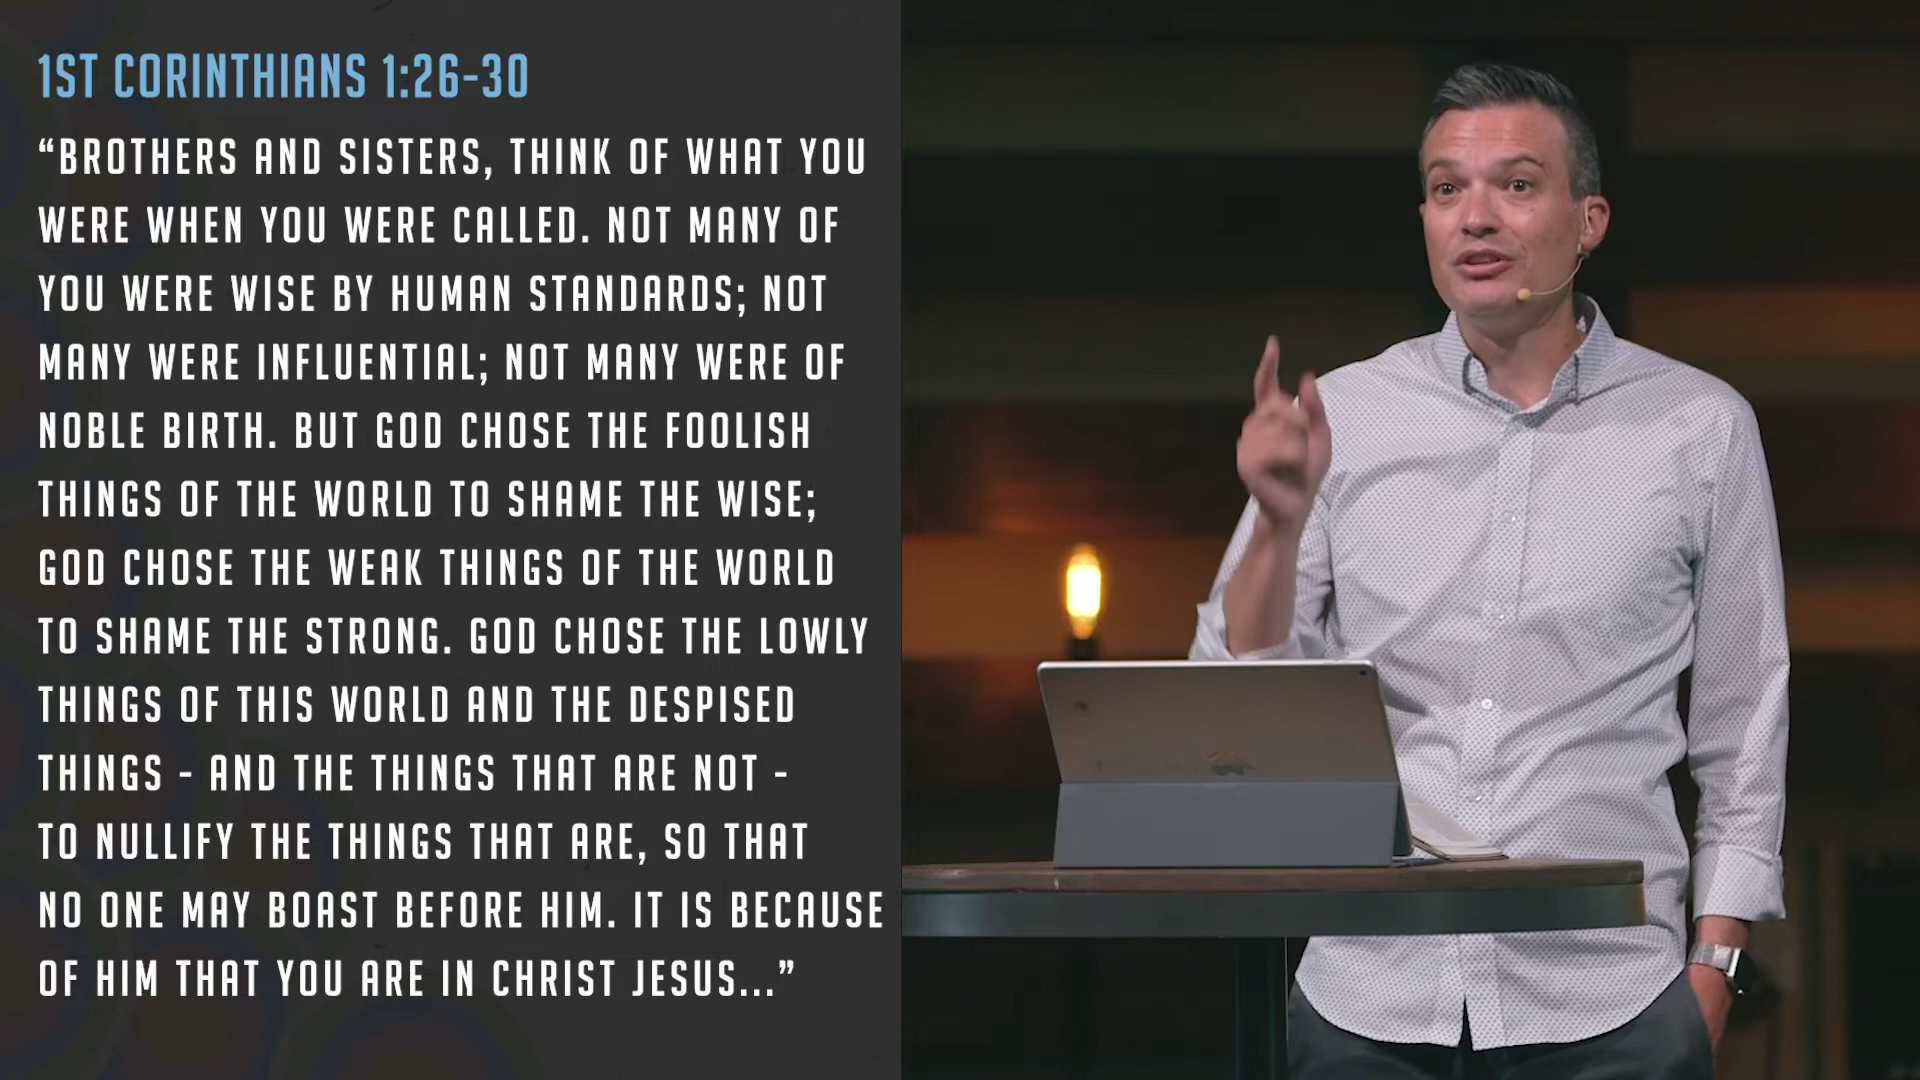 1ST CORINTHIANS 1:26-30
“BROTHERS AND SISTERS, THINK OF WHAT YOU
WERE WHEN YOU WERE CALLED. NOT MANY OF
YOU WERE WISE BY HUMAN STANDARDS; NOT
MANY WERE INFLUENTIAL; NOT MANY WERE OF
NOBLE BIRTH. BUT GOD CHOSE THE FOOLISH
THINGS OF THE WORLD TO SHAME THE WISE;
GOD CHOSE THE WEAK THINGS OF THE WORLD
TO SHAME THE STRONG. GOD CHOSE THE LOWLY
THINGS OF THIS WORLD AND THE DESPISED
THINGS - AND THE THINGS THAT ARE NOT -
TO NULLIFY THE THINGS THAT ARE, SO THAT
NO ONE MAY BOAST BEFORE HIM. IT IS BECAUSE
OF HIM THAT YOU ARE IN CHRIST JESUS...”